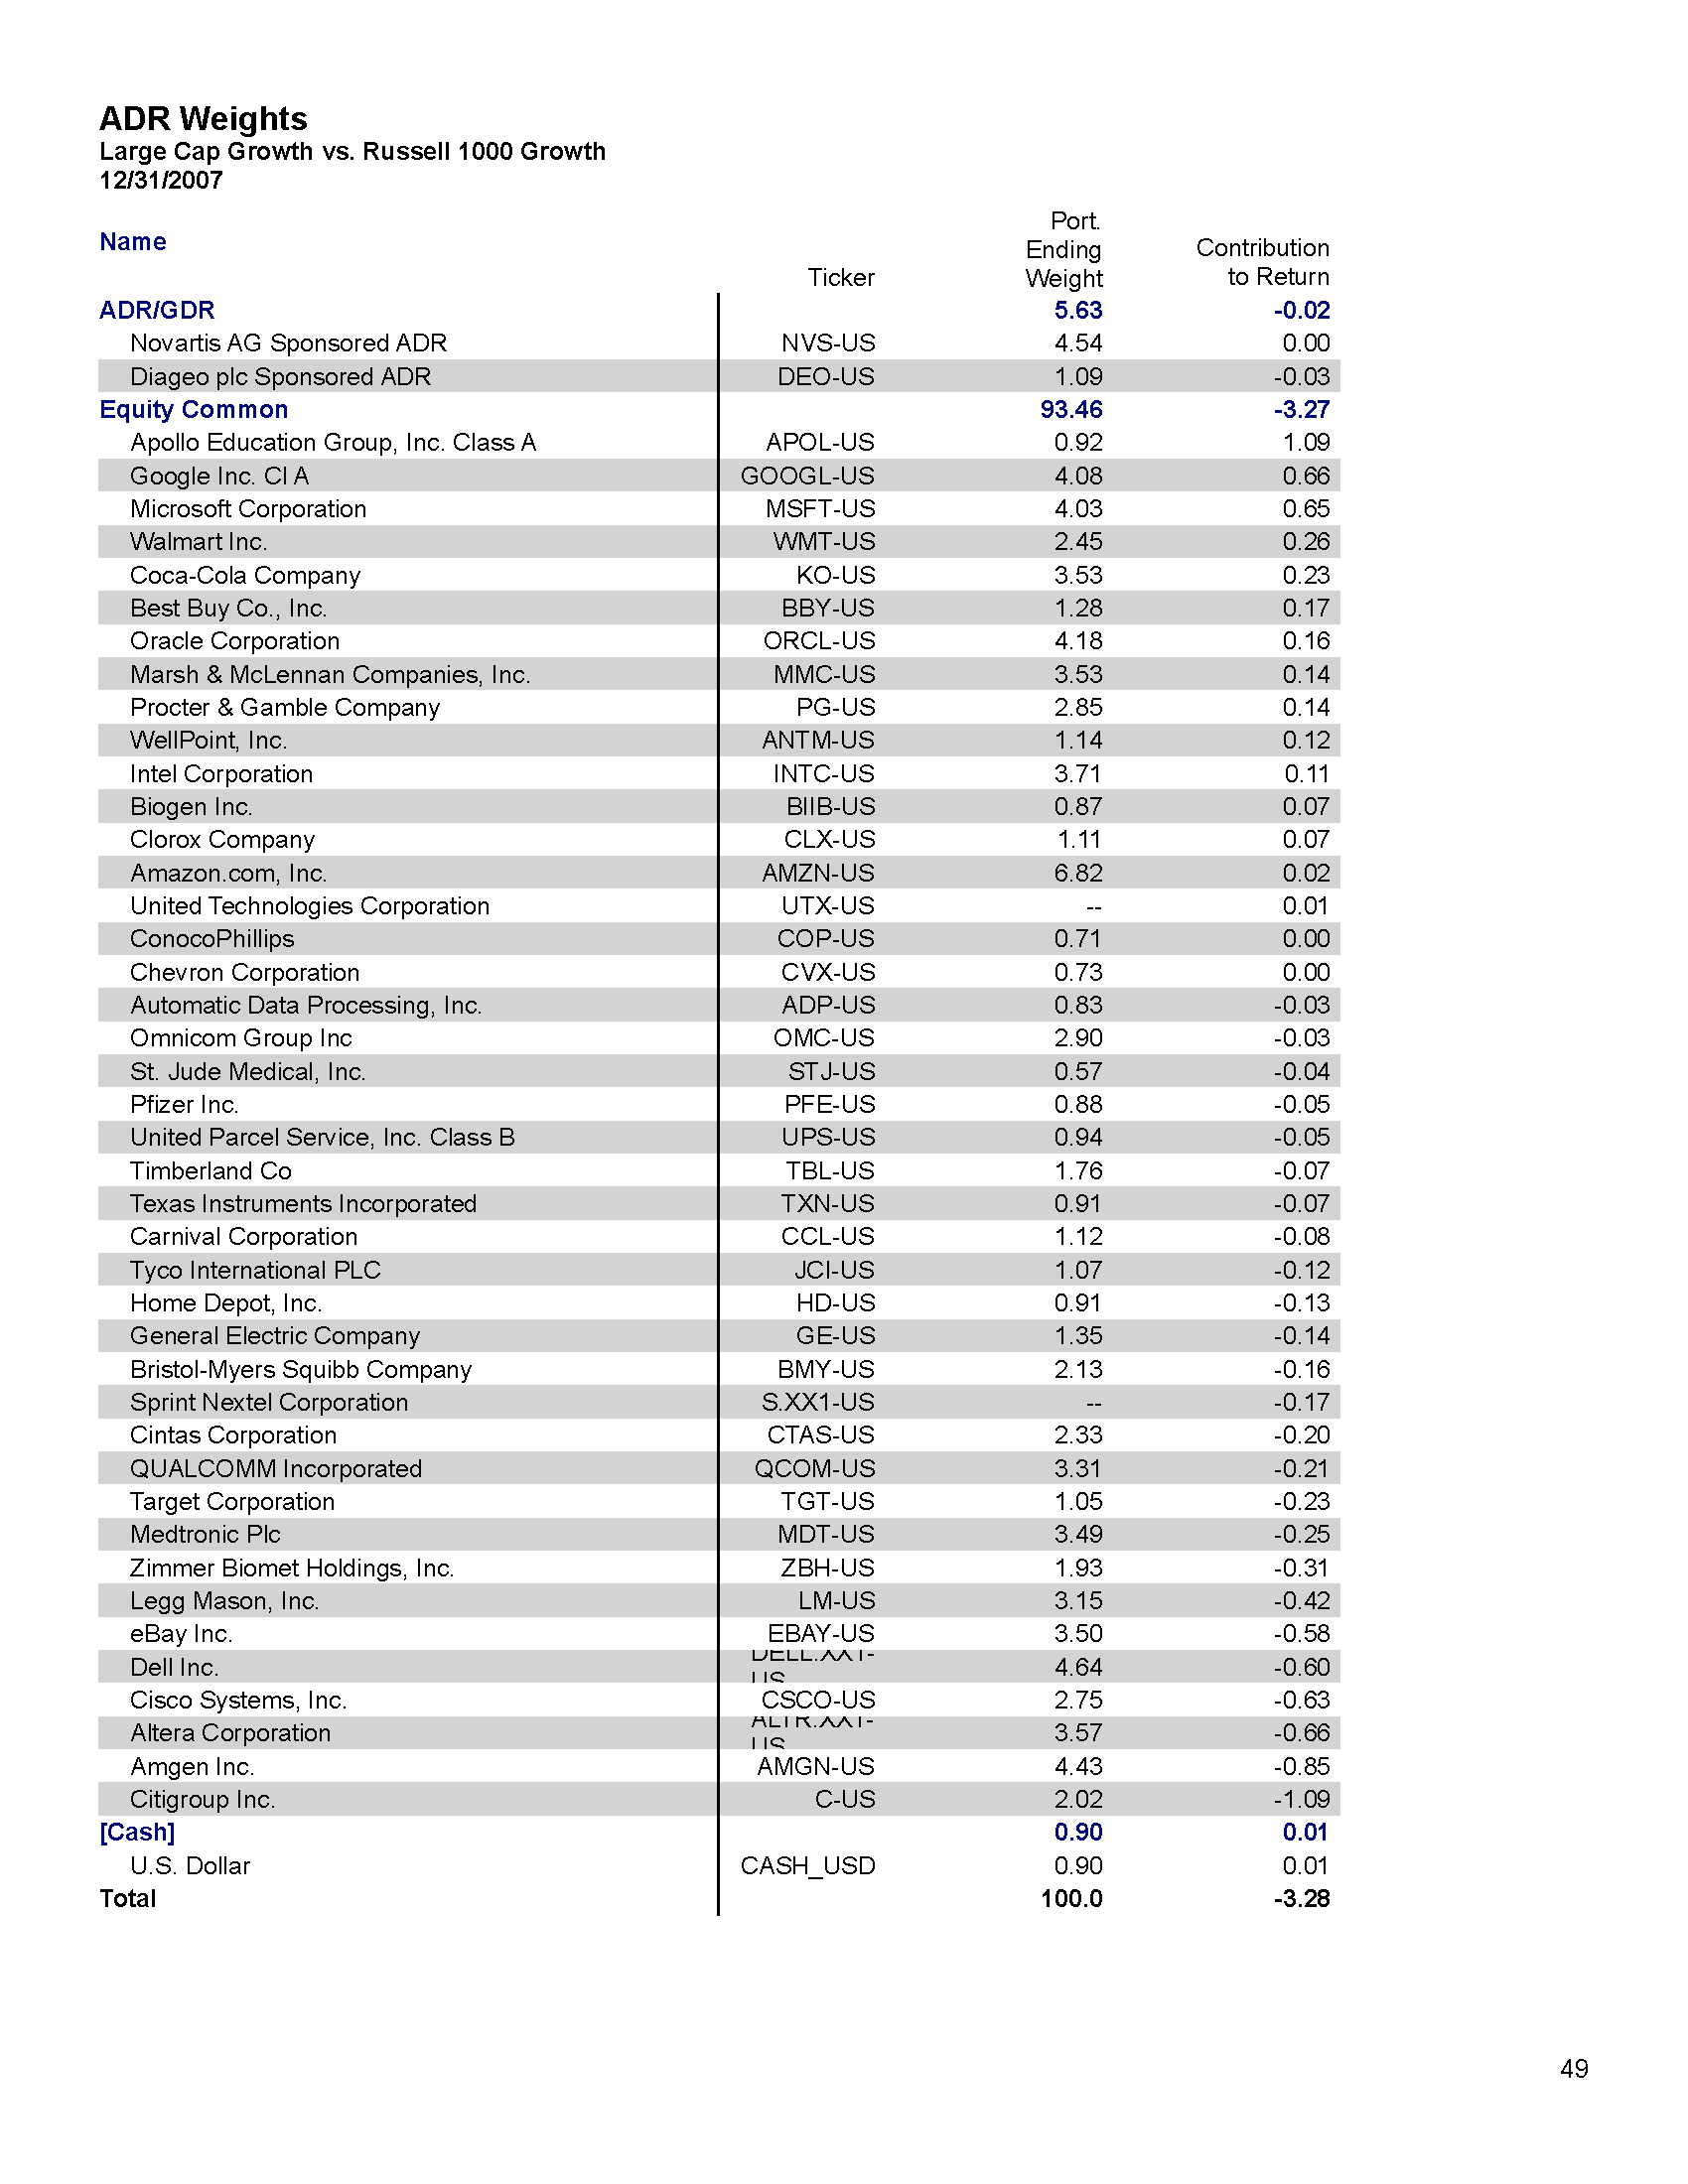 ADR Weights
Large Cap Growth vs. Russell 1000 Growth
12/31/2007
Name Ticker Port. Ending Weight Contribution to Return
ADR/GDR 5.63 -0.02
Novartis AG Sponsored ADR NVS-US 4.54 0.00
Diageo plc Sponsored ADR DEO-US 1.09 -0.03
Equity Common 93.46 -3.27
Apollo Education Group, Inc. Class A APOL-US 0.92 1.09
Google Inc. Cl A GOOGL-US 4.08 0.66
Microsoft Corporation MSFT-US 4.03 0.65
Walmart Inc. WMT-US 2.45 0.26
Coca-Cola Company KO-US 3.53 0.23
Best Buy Co., Inc. BBY-US 1.28 0.17
Oracle Corporation ORCL-US 4.18 0.16
Marsh & McLennan Companies, Inc. MMC-US 3.53 0.14
Procter & Gamble Company PG-US 2.85 0.14
WellPoint, Inc. ANTM-US 1.14 0.12
Intel Corporation INTC-US 3.71 0.11
Biogen Inc. BIIB-US 0.87 0.07
Clorox Company CLX-US 1.11 0.07
Amazon.com, Inc. AMZN-US 6.82 0.02
United Technologies Corporation UTX-US -- 0.01
ConocoPhillips COP-US 0.71 0.00
Chevron Corporation CVX-US 0.73 0.00
Automatic Data Processing, Inc. ADP-US 0.83 -0.03
Omnicom Group Inc OMC-US 2.90 -0.03
St. Jude Medical, Inc. STJ-US 0.57 -0.04
Pfizer Inc. PFE-US 0.88 -0.05
United Parcel Service, Inc. Class B UPS-US 0.94 -0.05
Timberland Co TBL-US 1.76 -0.07
Texas Instruments Incorporated TXN-US 0.91 -0.07
Carnival Corporation CCL-US 1.12 -0.08
Tyco International PLC JCI-US 1.07 -0.12
Home Depot, Inc. HD-US 0.91 -0.13
General Electric Company GE-US 1.35 -0.14
Bristol-Myers Squibb Company BMY-US 2.13 -0.16
Sprint Nextel Corporation S.XX1-US -- -0.17
Cintas Corporation CTAS-US 2.33 -0.20
QUALCOMM Incorporated QCOM-US 3.31 -0.21
Target Corporation TGT-US 1.05 -0.23
Medtronic Plc MDT-US 3.49 -0.25
Zimmer Biomet Holdings, Inc. ZBH-US 1.93 -0.31
Legg Mason, Inc. LM-US 3.15 -0.42
eBay Inc. EBAY-US 3.50 -0.58
Dell Inc. 4.64 -0.60
Cisco Systems, Inc. CSCO-US 2.75 -0.63
Altera Corporation 3.57 -0.66
Amgen Inc. AMGN-US 4.43 -0.85
Citigroup Inc. C-US 2.02 -1.09
[Cash] 0.90 0.01
U.S. Dollar CASH_USD 0.90 0.01
Total 100.0 -3.28
49